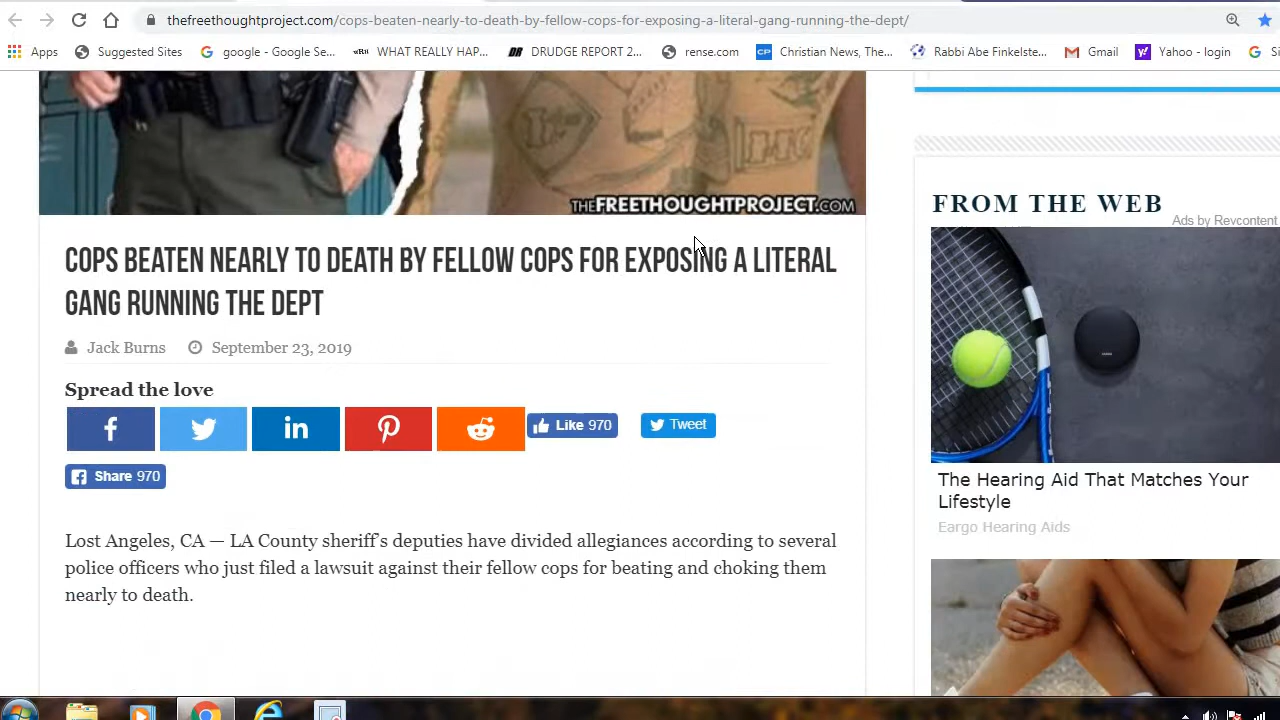 thefreethoughtproject.com/cops-beaten-nearly-to-death-by-fellow-cops-for-exposing-a-literal-gang-running-the-dept/
Apps Suggested Sites google - Google Se... WHAT REALLY HAP... DRUDGE REPORT 2... rense.com Christian News, The... Rabbi Abe Finkelste... Gmail Yahoo - login
THEFREETHOUGHTPROJECT.COM
COPS BEATEN NEARLY TO DEATH BY FELLOW COPS FOR EXPOSING A LITERAL
GANG RUNNING THE DEPT
Jack Burns September 23, 2019
Spread the love
Like 970 Tweet
Share 970
Lost Angeles, CA — LA County sheriff's deputies have divided allegiances according to several
police officers who just filed a lawsuit against their fellow cops for beating and choking them
nearly to death.
FROM THE WEB
Ads by Revcontent
The Hearing Aid That Matches Your
Lifestyle
Eargo Hearing Aids